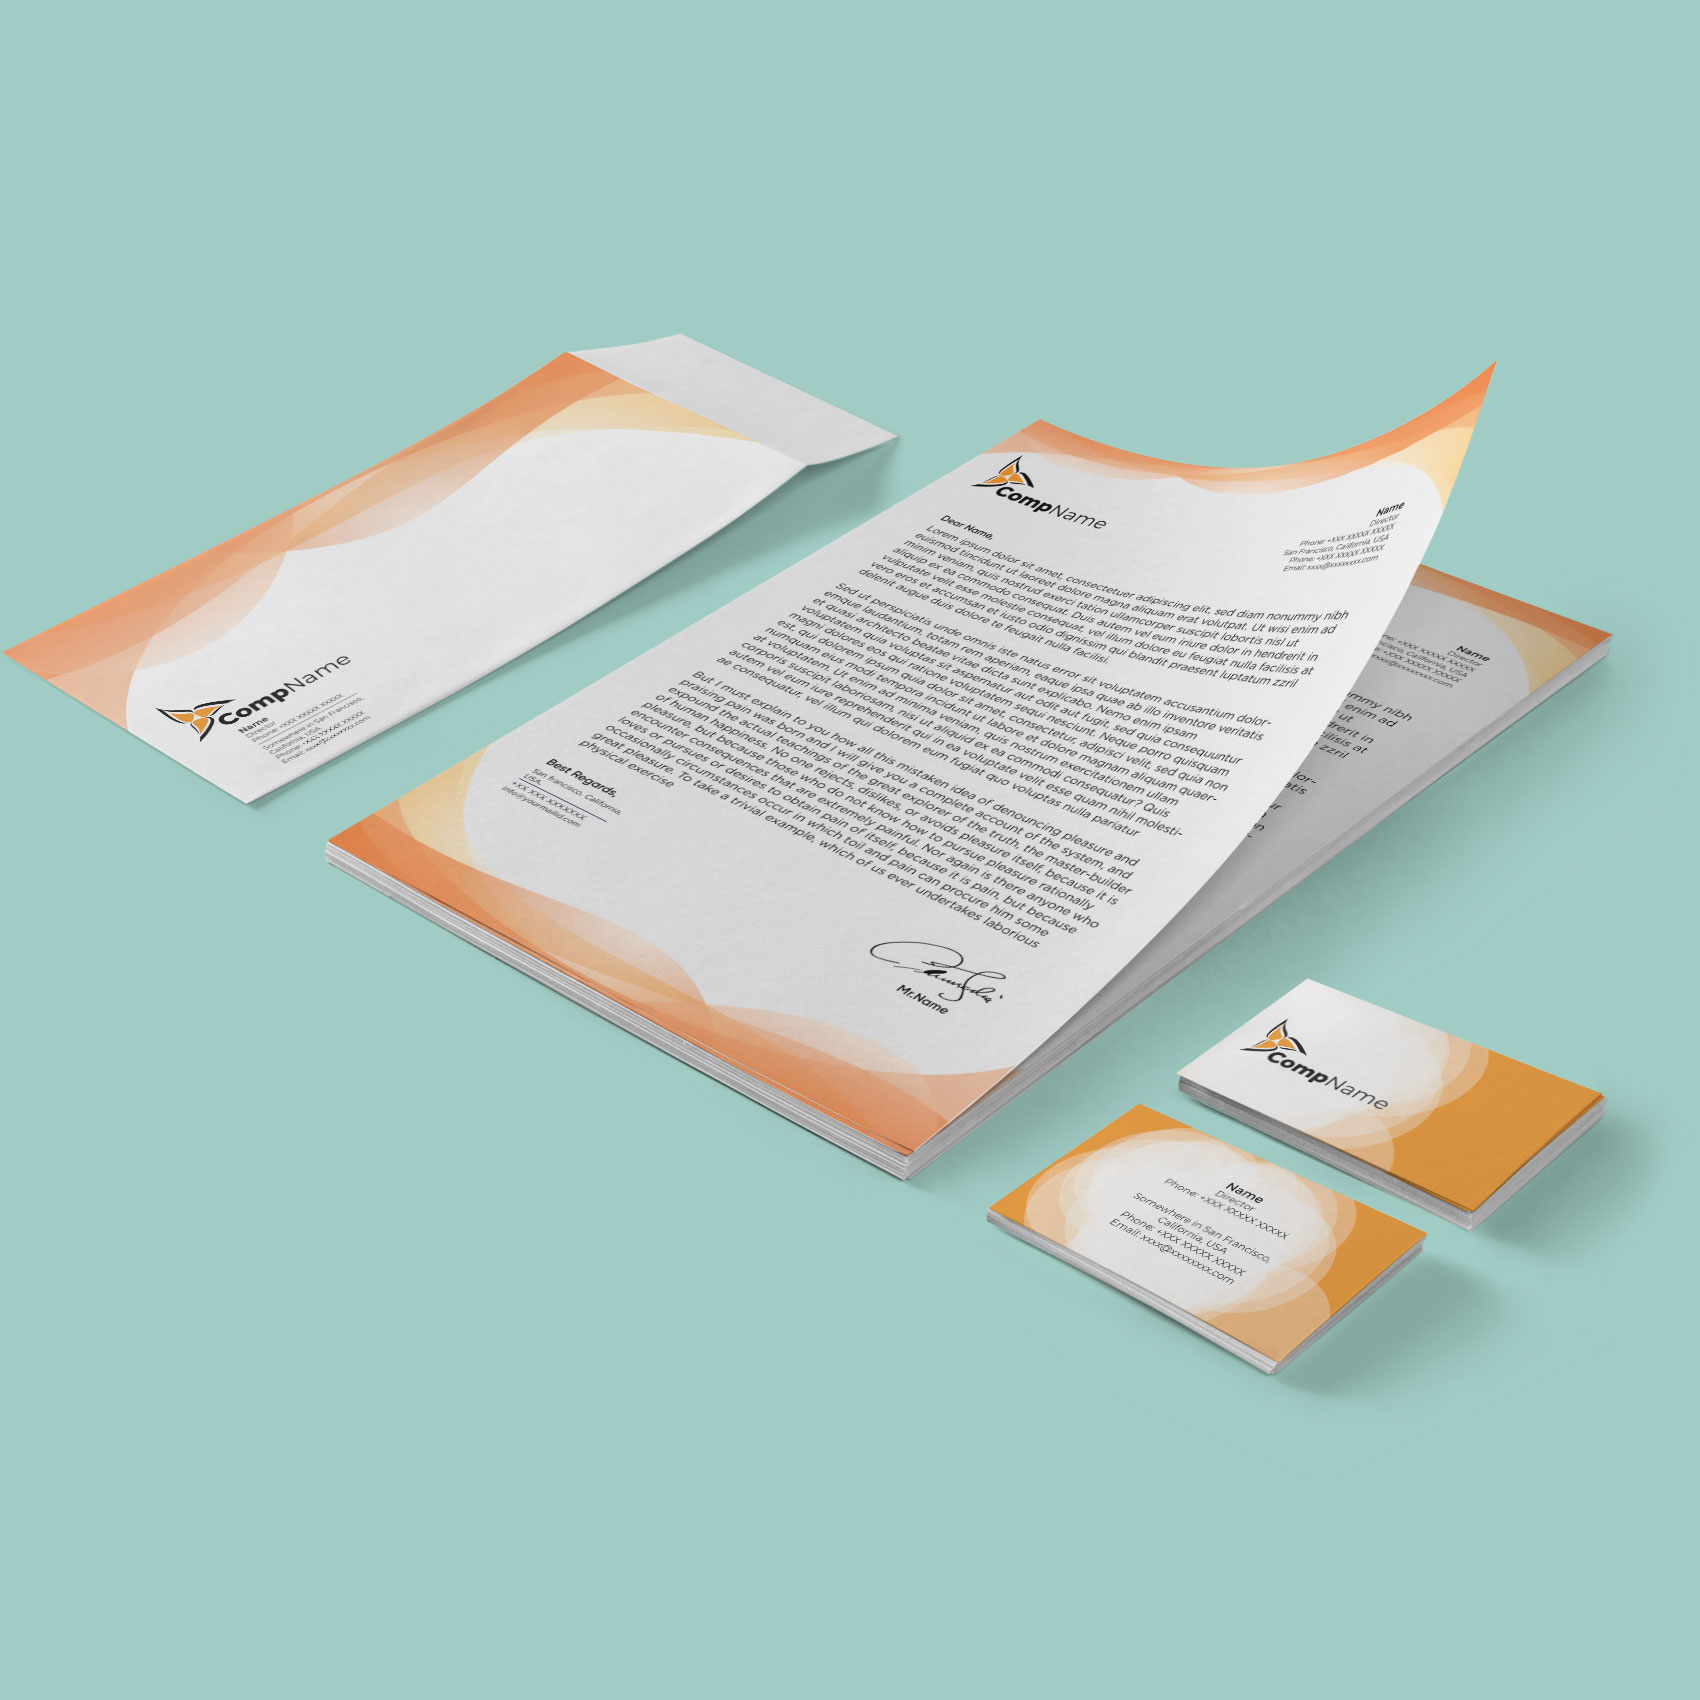 CompName
Name
Director
Phone: +XXX XXXXX XXXXX
Somewhere in San Francisco,
California, USA
Phone: +XXX XXXXX XXXXX
Email: xxxx@xxxxxxxx.com
CompName
Name
Director
Phone: +XXX XXXXX XXXXX
San Francisco, California, USA
Phone: +XXX XXXXX XXXXX
Email: xxxx@xxxxxxxx.com
Dear Name,
Lorem ipsum dolor sit amet, consectetuer adipiscing elit, sed diam nonummy nibh
euismod tincidunt ut laoreet dolore magna aliquam erat volutpat. Ut wisi enim ad
minim veniam, quis nostrud exerci tation ullamcorper suscipit lobortis nisl ut
aliquip ex ea commodo consequat. Duis autem vel eum iriure dolor in hendrerit in
vulputate velit esse molestie consequat, vel illum dolore eu feugiat nulla facilisis at
vero eros et accumsan et iusto odio dignissim qui blandit praesent luptatum zzril
delenit augue duis dolore te feugait nulla facilisi.
Sed ut perspiciatis unde omnis iste natus error sit voluptatem accusantium dolor-
emque laudantium, totam rem aperiam, eaque ipsa quae ab illo inventore veritatis
et quasi architecto beatae vitae dicta sunt explicabo. Nemo enim ipsam
voluptatem quia voluptas sit aspernatur aut odit aut fugit, sed quia consequuntur
magni dolores eos qui ratione voluptatem sequi nesciunt. Neque porro quisquam
est, qui dolorem ipsum quia dolor sit amet, consectetur, adipisci velit, sed quia non
numquam eius modi tempora incidunt ut labore et dolore magnam aliquam quaer-
at voluptatem. Ut enim ad minima veniam, quis nostrum exercitationem ullam
corporis suscipit laboriosam, nisi ut aliquid ex ea commodi consequatur? Quis
autem vel eum iure reprehenderit qui in ea voluptate velit esse quam nihil molesti-
ae consequatur, vel illum qui dolorem eum fugiat quo voluptas nulla pariatur
But I must explain to you how all this mistaken idea of denouncing pleasure and
praising pain was born and I will give you a complete account of the system, and
expound the actual teachings of the great explorer of the truth, the master-builder
of human happiness. No one rejects, dislikes, or avoids pleasure itself, because it is
pleasure, but because those who do not know how to pursue pleasure rationally
encounter consequences that are extremely painful. Nor again is there anyone who
loves or pursues or desires to obtain pain of itself, because it is pain, but because
occasionally circumstances occur in which toil and pain can procure him some
great pleasure. To take a trivial example, which of us ever undertakes laborious
physical exercise
Best Regards,
San francisco, California,
USA,
+XX XXX XXXXXXX
info@yourmailid.com
Mr.Name
Name
Director
CompName
Name
Director
Phone: +XXX XXXXX XXXXX
Somewhere in San Francisco,
California, USA
Phone: +XXX XXXXX XXXXX
Email: xxxx@xxxxxxxx.com